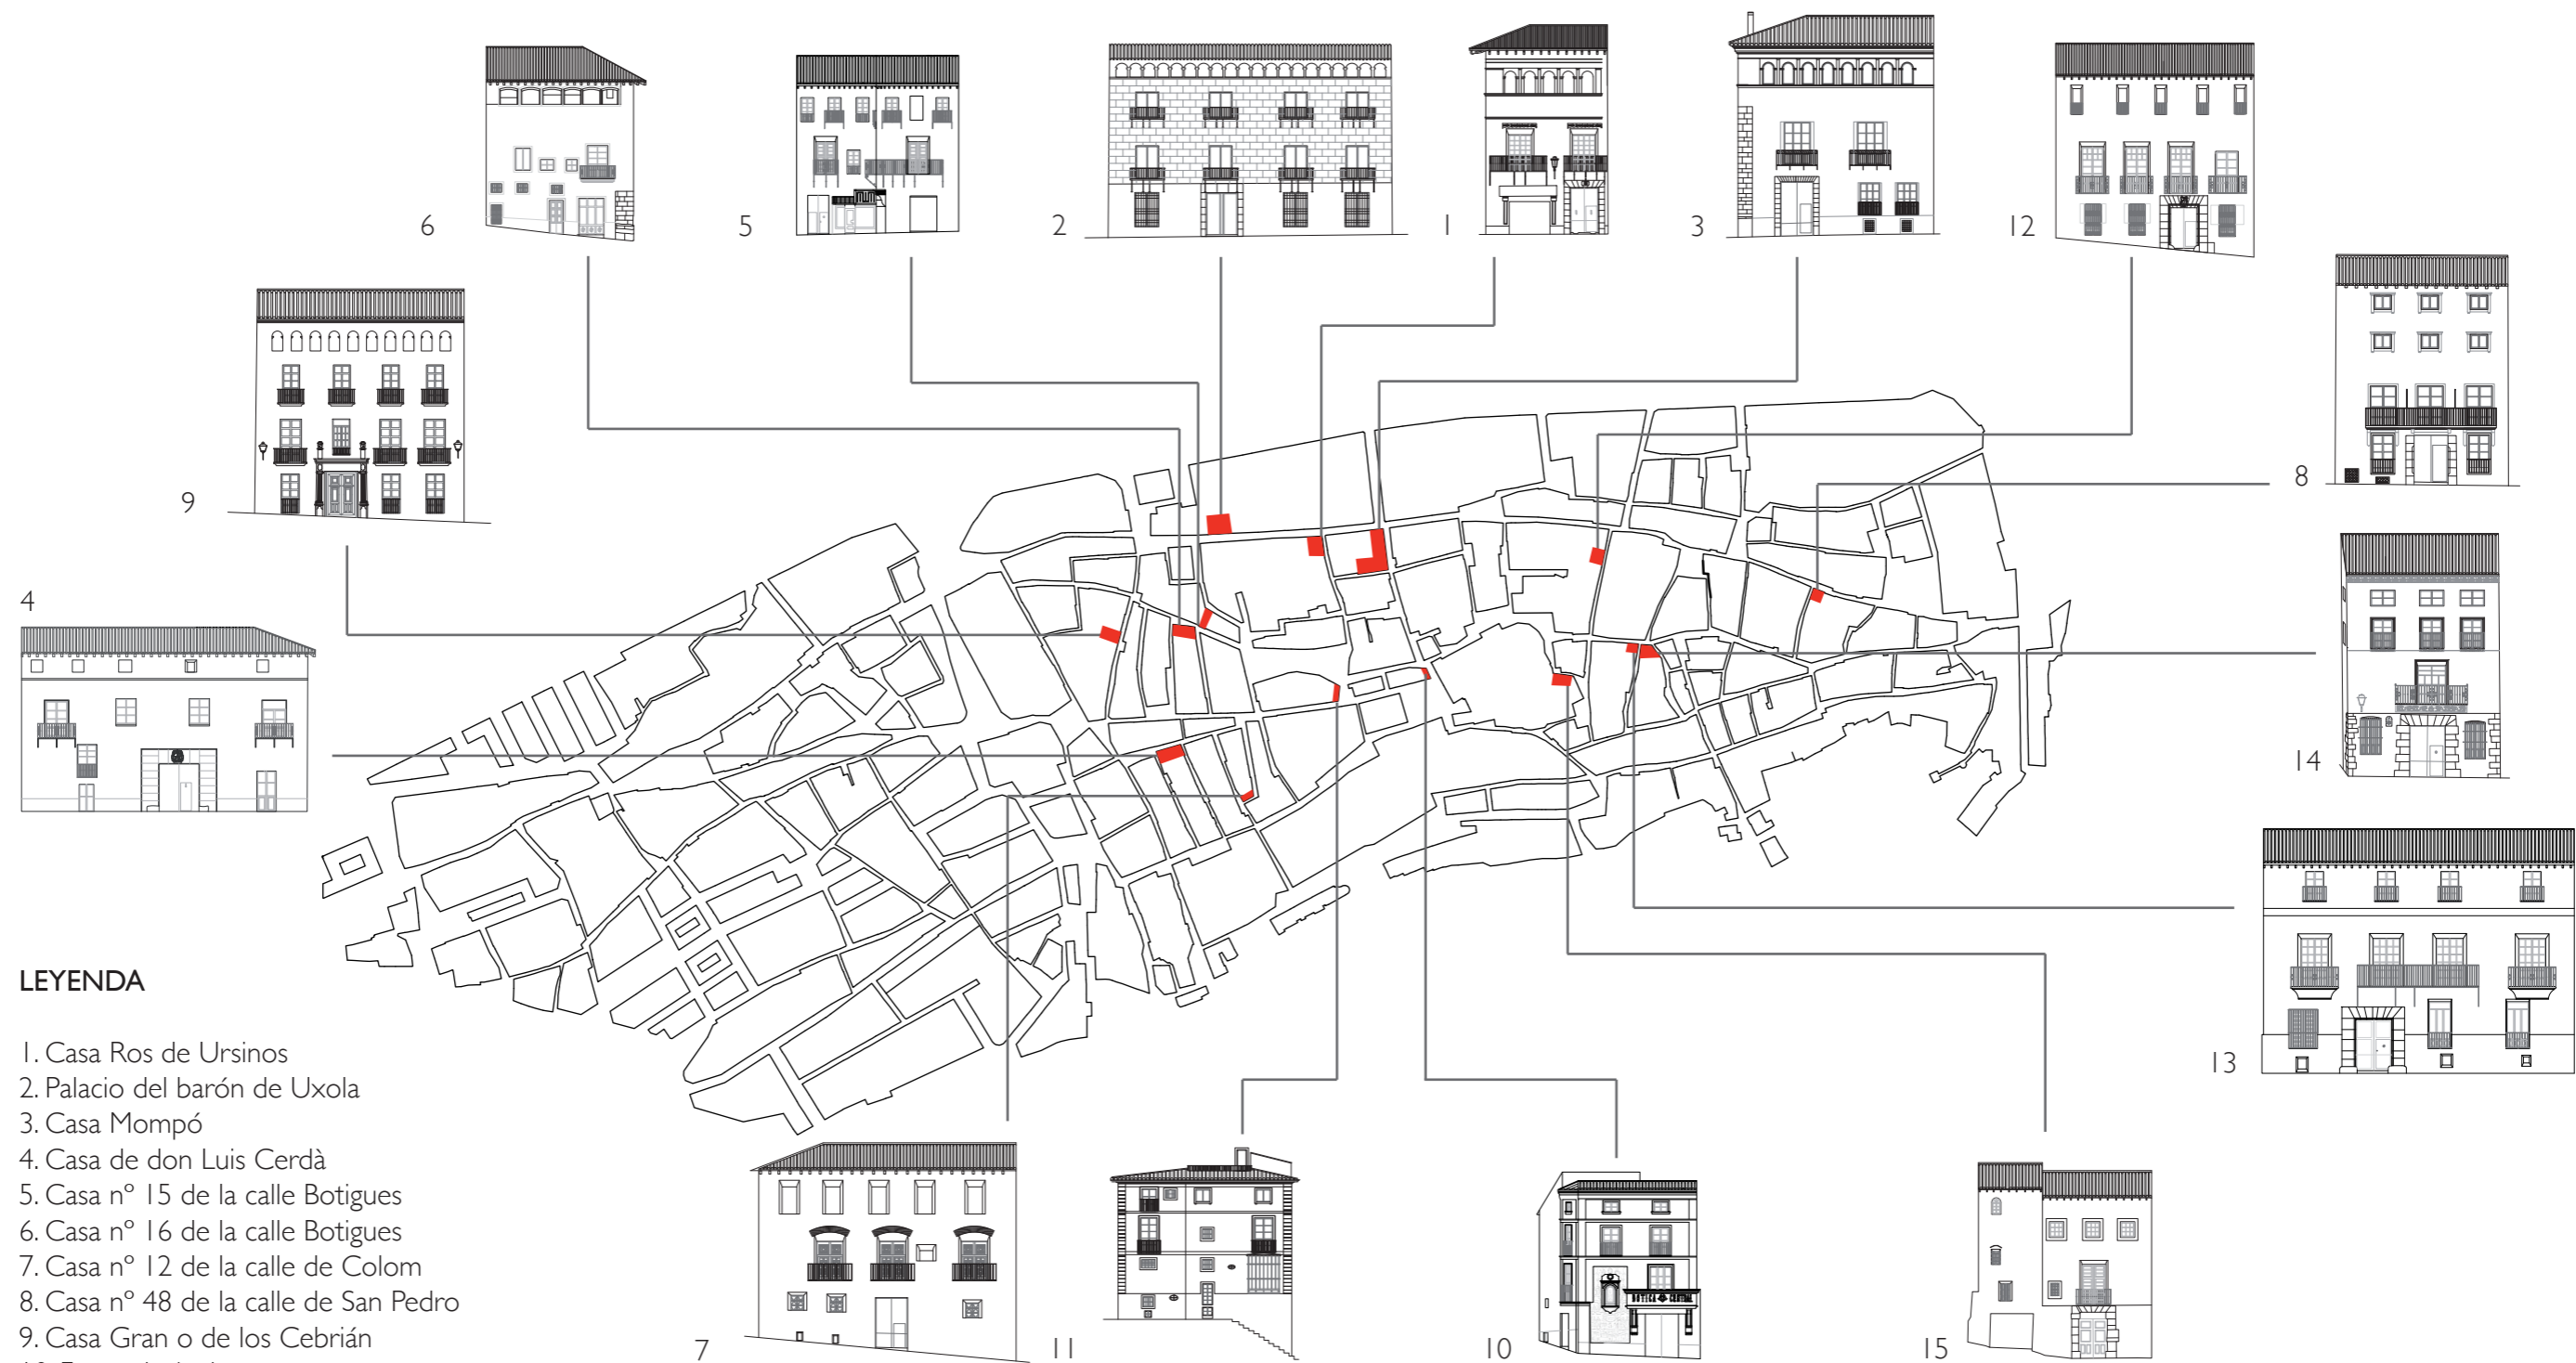 6
5
2
1
3
12
9
8
4
14
13
BOTICA CENTRAL
7
11
10
15
LEYENDA
1. Casa Ros de Ursinos
2. Palacio del barón de Uxola
3. Casa Mompó
4. Casa de don Luis Cerdà
5. Casa nº 15 de la calle Botigues
6. Casa nº 16 de la calle Botigues
7. Casa nº 12 de la calle de Colom
8. Casa nº 48 de la calle de San Pedro
9. Casa Gran o de los Cebrián